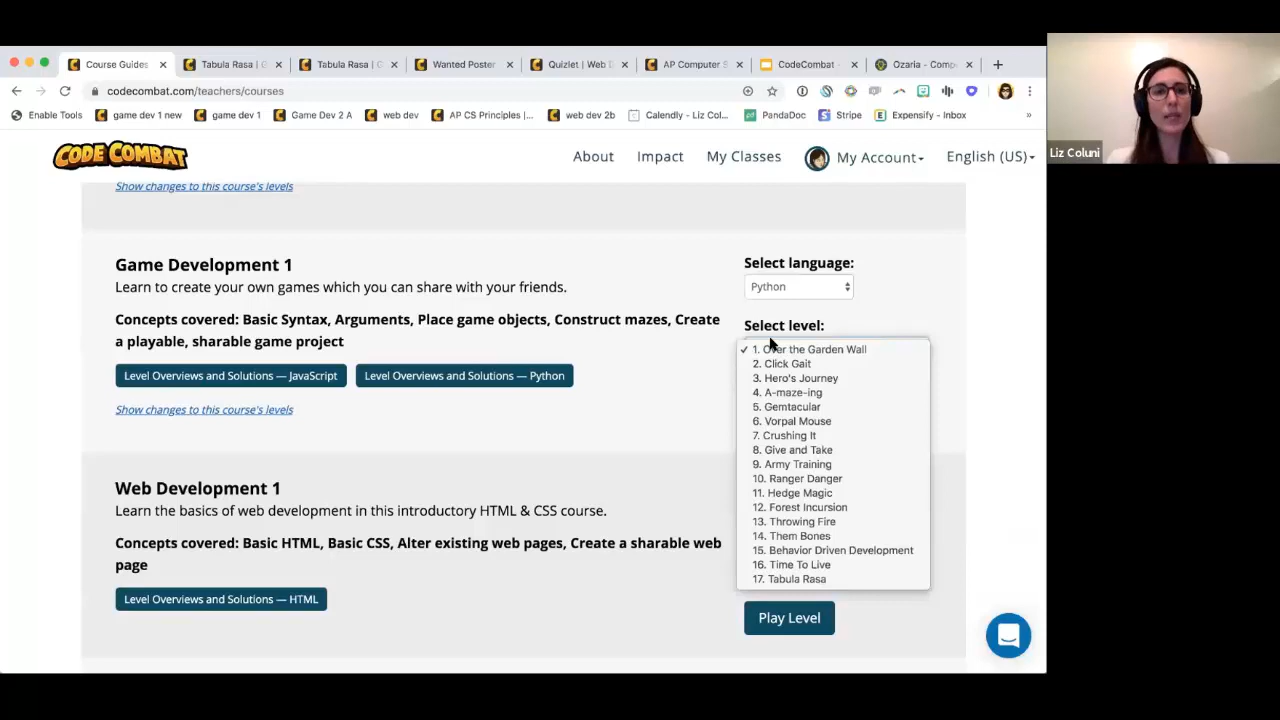 Course Guides
Tabula Rasa | G
Tabula Rasa | G
Wanted Poster
Quizlet | Web D
AP Computer S
CodeCombat -
Ozaria - Comp
codecombat.com/teachers/courses
Enable Tools
game dev 1 new
game dev 1
Game Dev 2 A
web dev
AP CS Principles |...
web dev 2b
Calendly - Liz Col...
PandaDoc
Stripe
Expensify - Inbox
»
CODE COMBAT
About
Impact
My Classes
My Account
English (US)
Liz Coluni
Show changes to this course's levels
Game Development 1
Learn to create your own games which you can share with your friends.
Concepts covered: Basic Syntax, Arguments, Place game objects, Construct mazes, Create
a playable, sharable game project
Level Overviews and Solutions — JavaScript
Level Overviews and Solutions — Python
Show changes to this course's levels
Select language:
Python
Select level:
✓ 1. Over the Garden Wall
2. Click Gait
3. Hero's Journey
4. A-maze-ing
5. Gemtacular
6. Vorpal Mouse
7. Crushing It
8. Give and Take
9. Army Training
10. Ranger Danger
11. Hedge Magic
12. Forest Incursion
13. Throwing Fire
14. Them Bones
15. Behavior Driven Development
16. Time To Live
17. Tabula Rasa
Web Development 1
Learn the basics of web development in this introductory HTML & CSS course.
Concepts covered: Basic HTML, Basic CSS, Alter existing web pages, Create a sharable web
page
Level Overviews and Solutions — HTML
Play Level